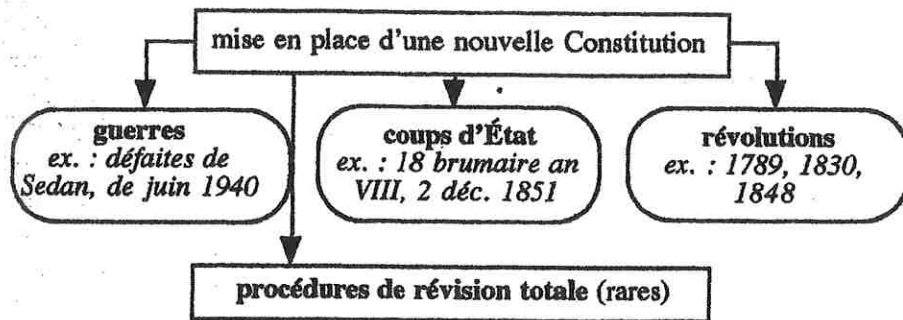 mise en place d'une nouvelle Constitution
guerres
ex. : défaites de
Sedan, de juin 1940
coups d'État
ex. : 18 brumaire an
VIII, 2 déc. 1851
révolutions
ex. : 1789, 1830,
1848
procédures de révision totale (rares)